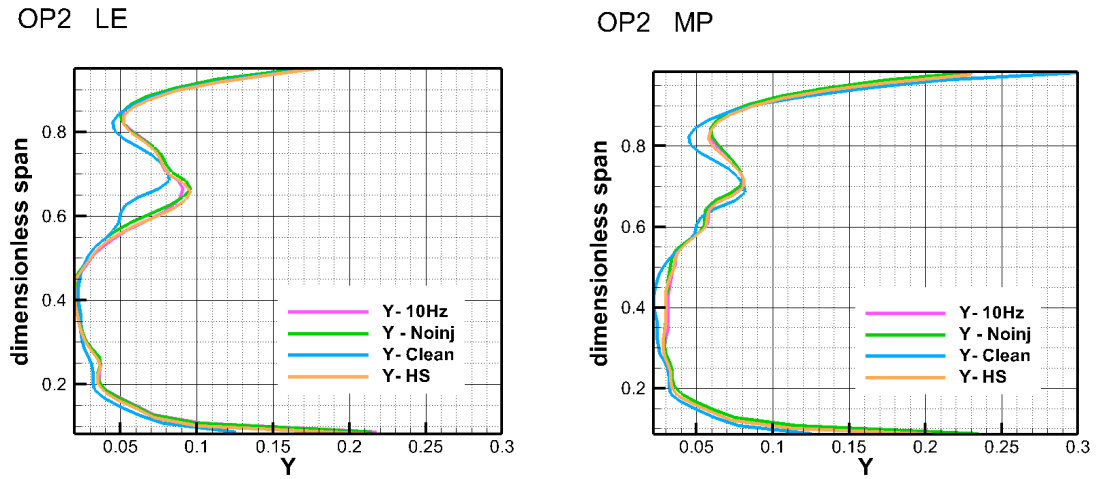 OP2 LE
dimensionless span
0.8
0.6
0.4
0.2
Y- 10Hz
Y - Noinj
Y- Clean
Y- HS
0.05 0.1 0.15 0.2 0.25 0.3
Y
OP2 MP
dimensionless span
0.8
0.6
0.4
0.2
Y- 10Hz
Y - Noinj
Y- Clean
Y- HS
0.05 0.1 0.15 0.2 0.25 0.3
Y